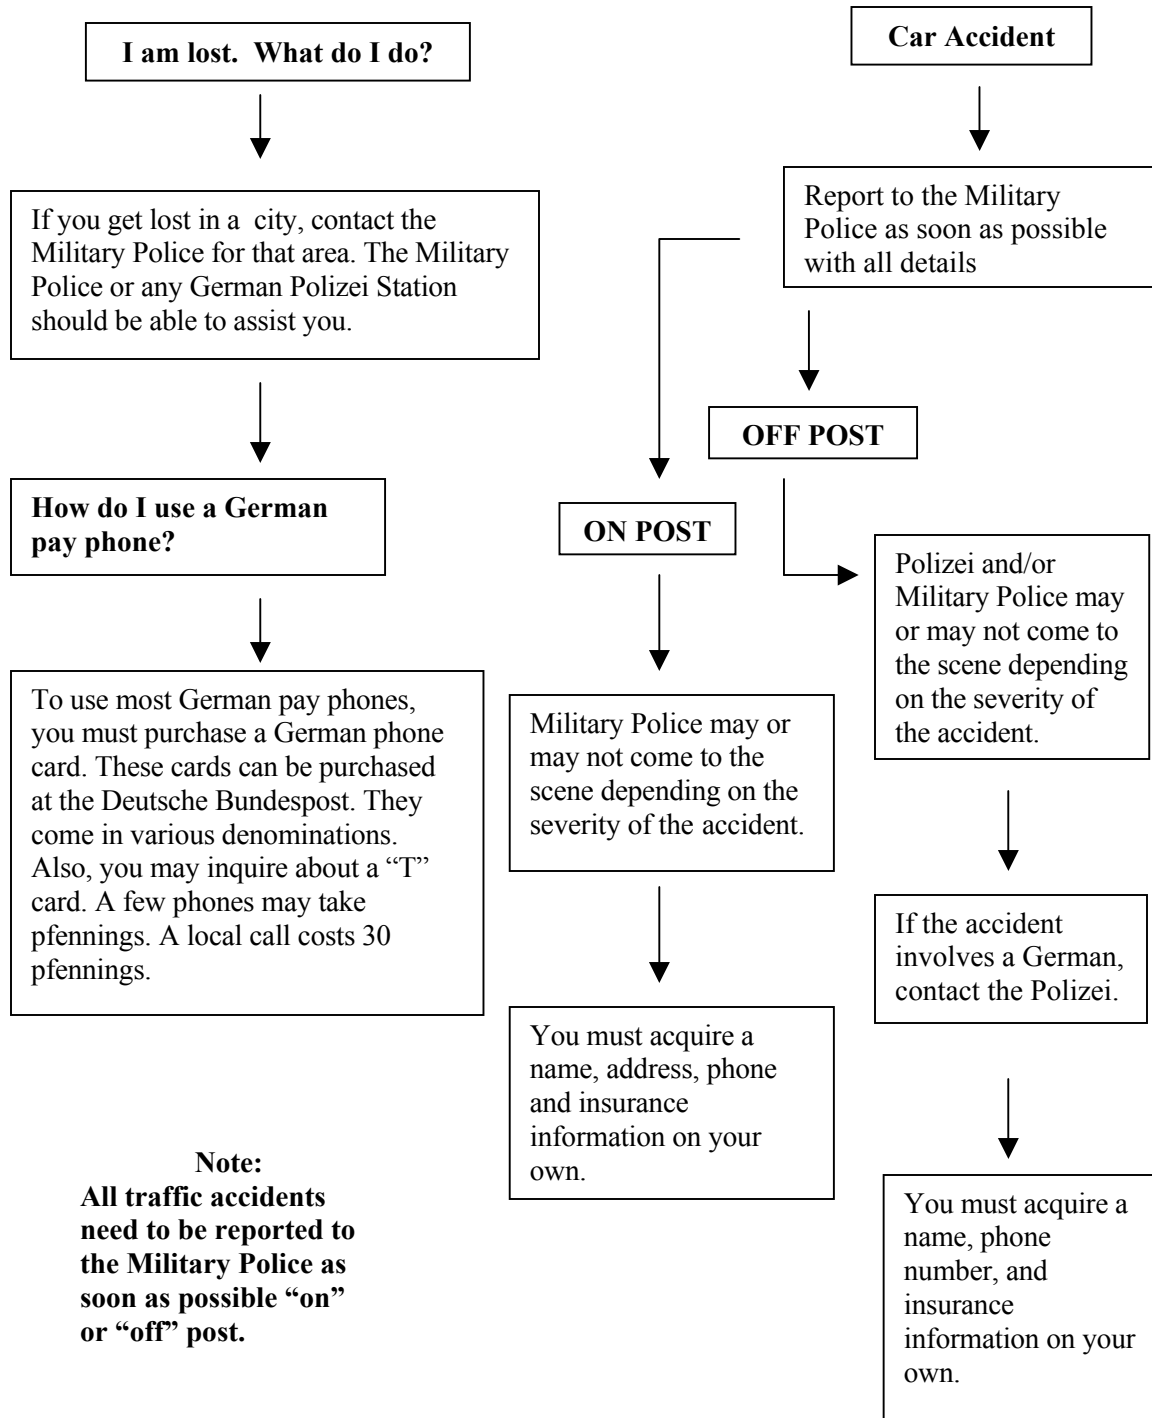 I am lost.  What do I do?
If you get lost in a  city, contact the
Military Police for that area. The Military
Police or any German Polizei Station
should be able to assist you.
How do I use a German
pay phone?
To use most German pay phones,
you must purchase a German phone
card. These cards can be purchased
at the Deutsche Bundespost. They
come in various denominations.
Also, you may inquire about a “T”
card. A few phones may take
pfennings. A local call costs 30
pfennings.
Note:
All traffic accidents
need to be reported to
the Military Police as
soon as possible “on”
or “off” post.
Car Accident
Report to the Military
Police as soon as possible
with all details
ON POST
Military Police may or
may not come to the
scene depending on the
severity of the accident.
You must acquire a
name, address, phone
and insurance
information on your
own.
OFF POST
Polizei and/or
Military Police may
or may not come to
the scene depending
on the severity of
the accident.
If the accident
involves a German,
contact the Polizei.
You must acquire a
name, phone
number, and
insurance
information on your
own.